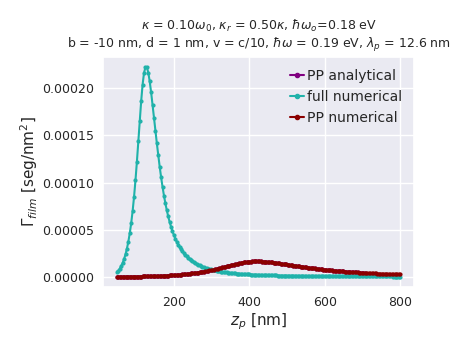 κ = 0.10ω₀, κᵣ = 0.50κ, ℏωₒ=0.18 eV
b = -10 nm, d = 1 nm, v = c/10, ℏω = 0.19 eV, λₚ = 12.6 nm
PP analytical
full numerical
PP numerical
Γ_film [seg/nm²]
0.00020
0.00015
0.00010
0.00005
0.00000
200 400 600 800
zₚ [nm]